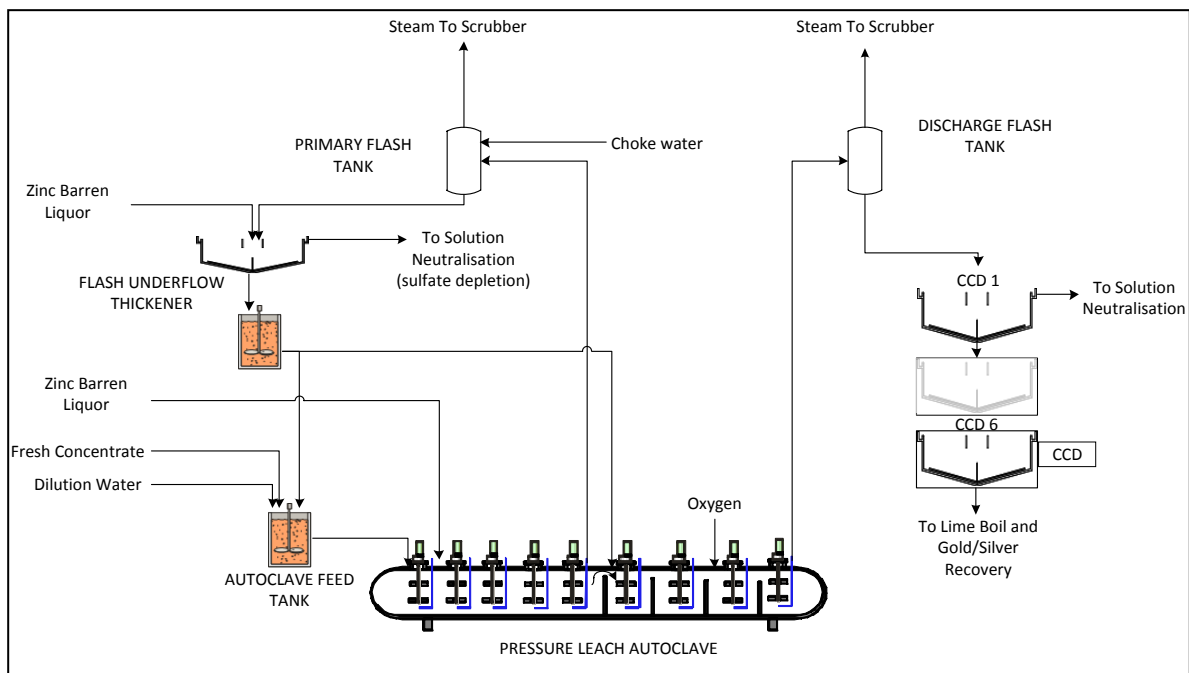 Steam To Scrubber
Steam To Scrubber
PRIMARY FLASH
TANK
Choke water
DISCHARGE FLASH
TANK
Zinc Barren
Liquor
To Solution
Neutralisation
(sulfate depletion)
FLASH UNDERFLOW
THICKENER
CCD 1
To Solution
Neutralisation
Zinc Barren
Liquor
CCD 6
CCD
Fresh Concentrate
Dilution Water
Oxygen
To Lime Boil and
Gold/Silver
Recovery
AUTOCLAVE FEED
TANK
PRESSURE LEACH AUTOCLAVE